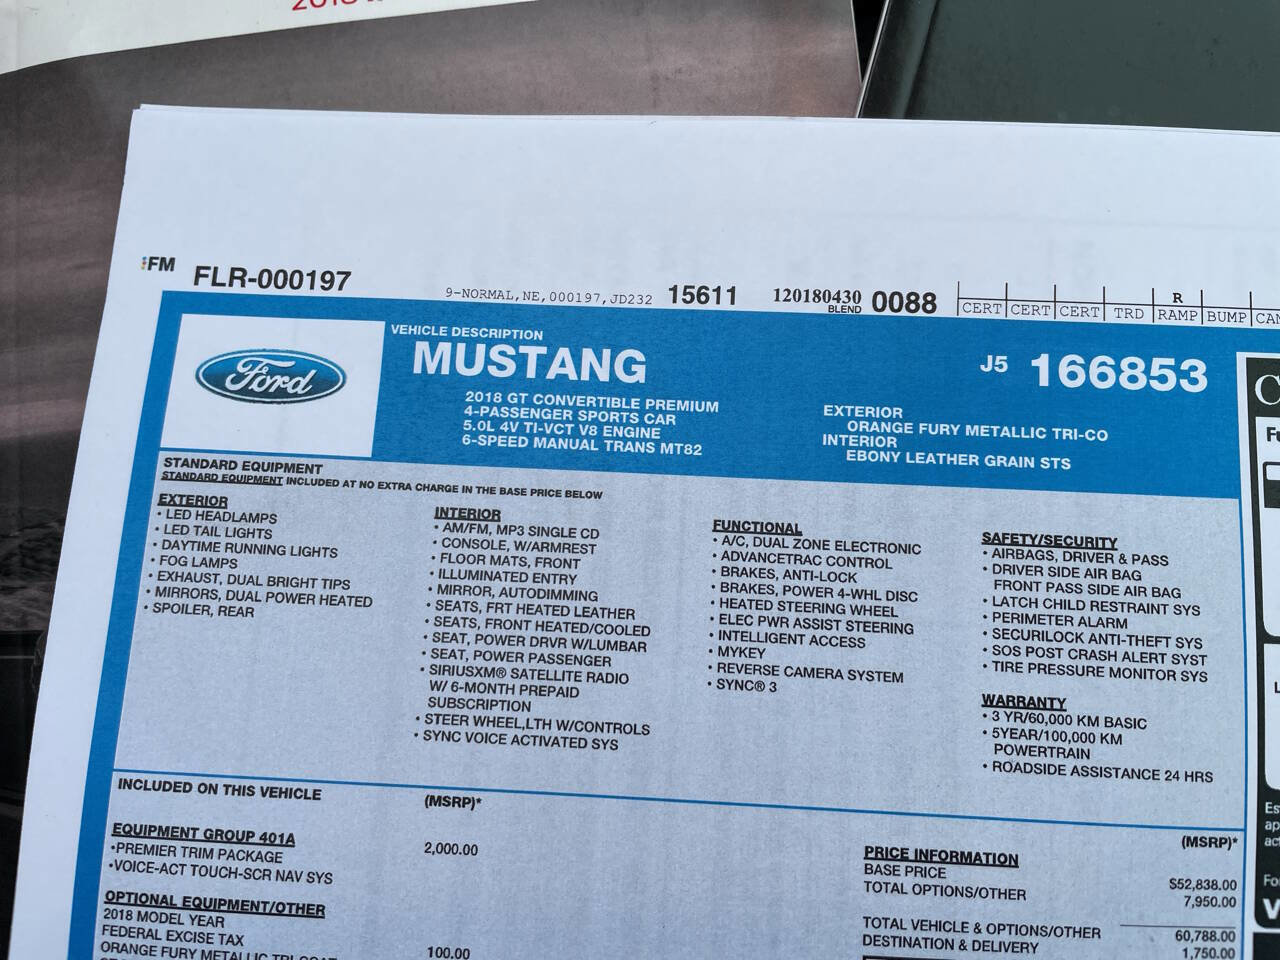 2018
FM FLR-000197 9-NORMAL,NE,000197,JD232 15611 120180430 0088
BLEND
R
CERT CERT CERT TRD RAMP BUMP
Ford
VEHICLE DESCRIPTION
MUSTANG
J5 166853
2018 GT CONVERTIBLE PREMIUM
4-PASSENGER SPORTS CAR
5.0L 4V TI-VCT V8 ENGINE
6-SPEED MANUAL TRANS MT82
EXTERIOR
ORANGE FURY METALLIC TRI-CO
INTERIOR
EBONY LEATHER GRAIN STS
STANDARD EQUIPMENT
STANDARD EQUIPMENT INCLUDED AT NO EXTRA CHARGE IN THE BASE PRICE BELOW
EXTERIOR
• LED HEADLAMPS
• LED TAIL LIGHTS
• DAYTIME RUNNING LIGHTS
• FOG LAMPS
• EXHAUST, DUAL BRIGHT TIPS
• MIRRORS, DUAL POWER HEATED
• SPOILER, REAR
INTERIOR
• AM/FM, MP3 SINGLE CD
• CONSOLE, W/ARMREST
• FLOOR MATS, FRONT
• ILLUMINATED ENTRY
• MIRROR, AUTODIMMING
• SEATS, FRT HEATED LEATHER
• SEATS, FRONT HEATED/COOLED
• SEAT, POWER DRVR W/LUMBAR
• SEAT, POWER PASSENGER
• SIRIUSXM® SATELLITE RADIO
W/ 6-MONTH PREPAID
SUBSCRIPTION
• STEER WHEEL,LTH W/CONTROLS
• SYNC VOICE ACTIVATED SYS
FUNCTIONAL
• A/C, DUAL ZONE ELECTRONIC
• ADVANCETRAC CONTROL
• BRAKES, ANTI-LOCK
• BRAKES, POWER 4-WHL DISC
• HEATED STEERING WHEEL
• ELEC PWR ASSIST STEERING
• INTELLIGENT ACCESS
• MYKEY
• REVERSE CAMERA SYSTEM
• SYNC® 3
SAFETY/SECURITY
• AIRBAGS, DRIVER & PASS
• DRIVER SIDE AIR BAG
FRONT PASS SIDE AIR BAG
• LATCH CHILD RESTRAINT SYS
• PERIMETER ALARM
• SECURILOCK ANTI-THEFT SYS
• SOS POST CRASH ALERT SYST
• TIRE PRESSURE MONITOR SYS
WARRANTY
• 3 YR/60,000 KM BASIC
• 5YEAR/100,000 KM
POWERTRAIN
• ROADSIDE ASSISTANCE 24 HRS
INCLUDED ON THIS VEHICLE (MSRP)*
EQUIPMENT GROUP 401A
•PREMIER TRIM PACKAGE 2,000.00
•VOICE-ACT TOUCH-SCR NAV SYS
OPTIONAL EQUIPMENT/OTHER
2018 MODEL YEAR
FEDERAL EXCISE TAX 100.00
ORANGE FURY METALLIC TRI-COAT
(MSRP)*
PRICE INFORMATION
BASE PRICE $52,838.00
TOTAL OPTIONS/OTHER 7,950.00
TOTAL VEHICLE & OPTIONS/OTHER 60,788.00
DESTINATION & DELIVERY 1,750.00